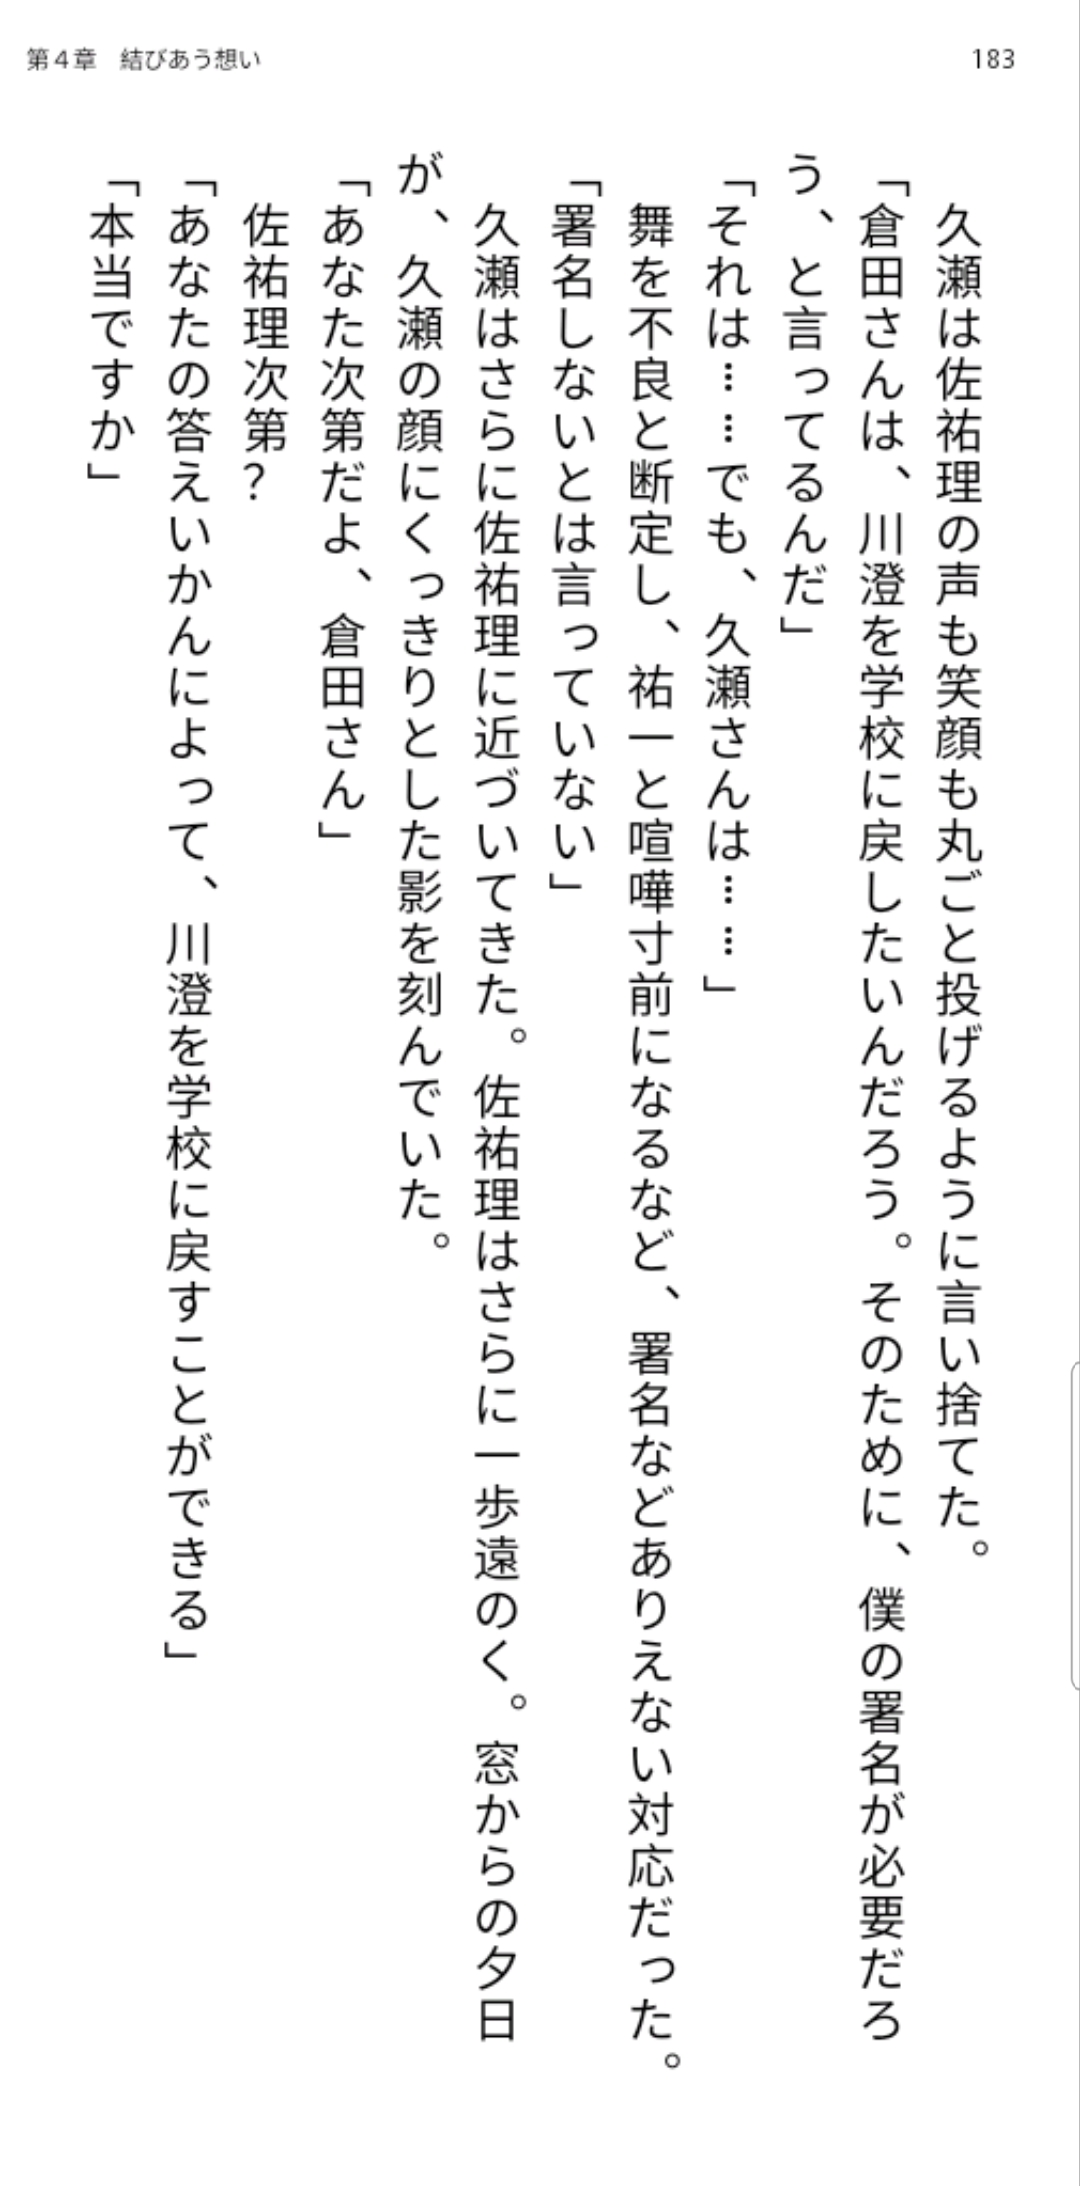 第４章　結びあう想い
183
　久瀬は佐祐理の声も笑顔も丸ごと投げるように言い捨てた。
「倉田さんは、川澄を学校に戻したいんだろう。そのために、僕の署名が必要だろ
う、と言ってるんだ」
「それは……でも、久瀬さんは……」
　舞を不良と断定し、祐一と喧嘩寸前になるなど、署名などありえない対応だった。
「署名しないとは言っていない」
　久瀬はさらに佐祐理に近づいてきた。佐祐理はさらに一歩遠のく。窓からの夕日
が、久瀬の顔にくっきりとした影を刻んでいた。
「あなた次第だよ、倉田さん」
　佐祐理次第？
「あなたの答えいかんによって、川澄を学校に戻すことができる」
「本当ですか」